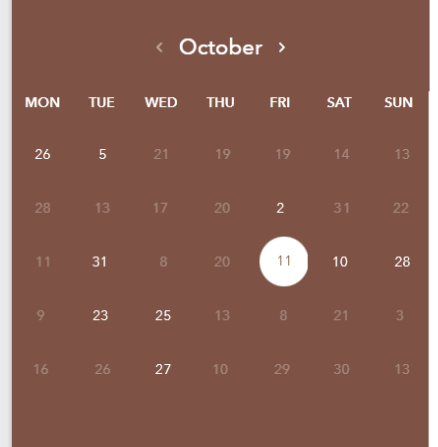 ‹ October ›
MON TUE WED THU FRI SAT SUN
26 5 21 19 19 14 13
28 13 17 20 2 31 22
11 31 8 20 11 10 28
9 23 25 13 8 21 3
16 26 27 10 29 30 13